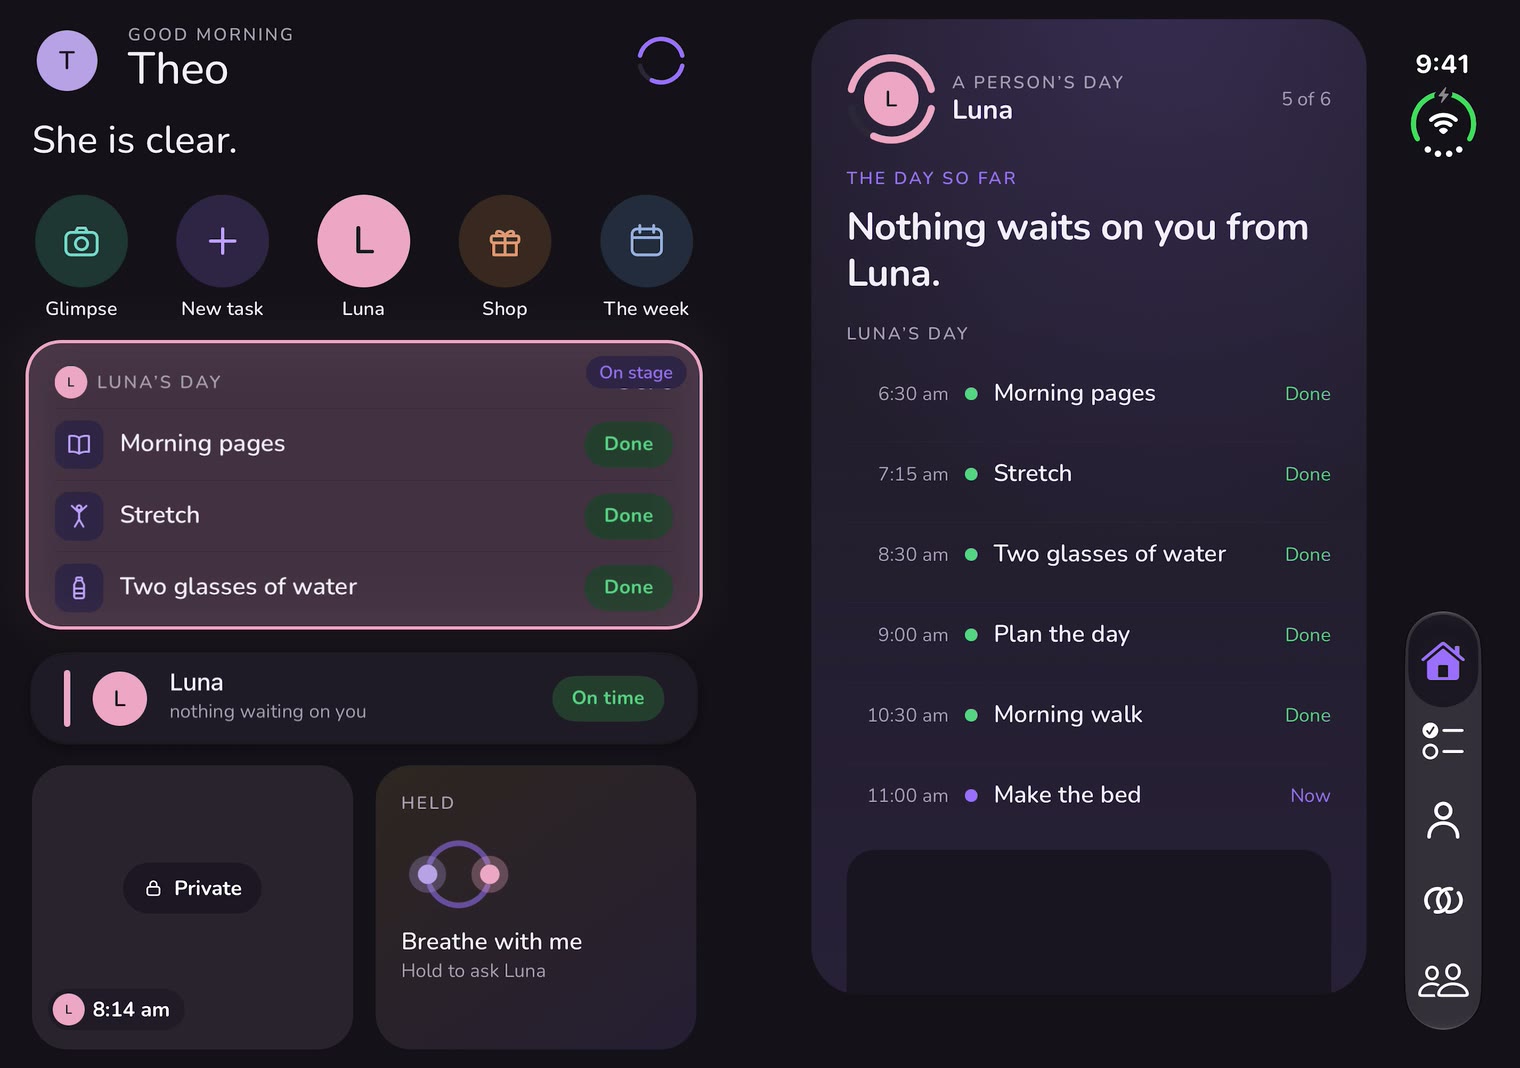 T
GOOD MORNING
Theo
She is clear.
Glimpse
New task
L
Luna
Shop
The week
L
LUNA'S DAY
On stage
Morning pages
Done
Stretch
Done
Two glasses of water
Done
L
Luna
nothing waiting on you
On time
Private
L
8:14 am
HELD
Breathe with me
Hold to ask Luna
L
A PERSON'S DAY
Luna
5 of 6
THE DAY SO FAR
Nothing waits on you from
Luna.
LUNA'S DAY
6:30 am Morning pages Done
7:15 am Stretch Done
8:30 am Two glasses of water Done
9:00 am Plan the day Done
10:30 am Morning walk Done
11:00 am Make the bed Now
9:41